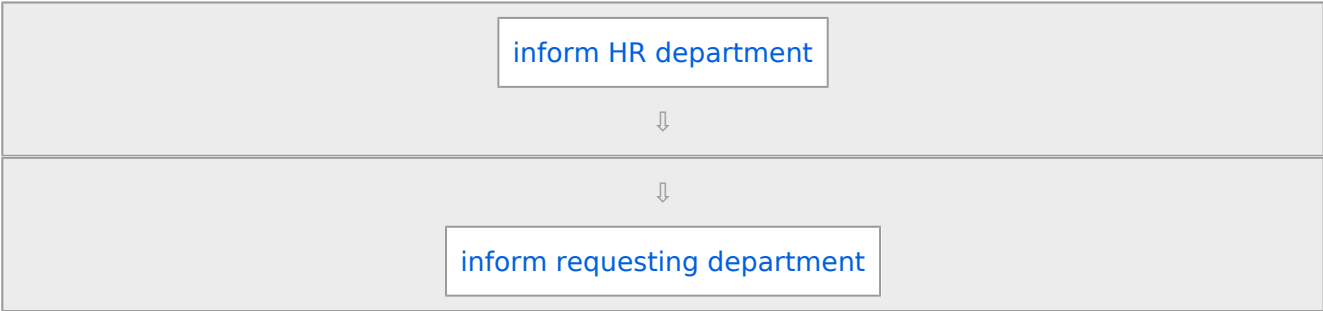 inform HR department
⇩
⇩
inform requesting department